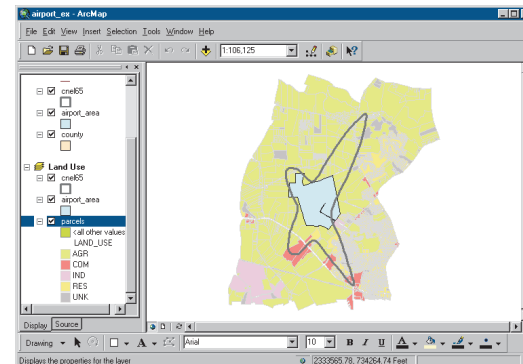 airport_ex - ArcMap
File Edit View Insert Selection Tools Window Help
1:106,125
cnel65
airport_area
county
Land Use
cnel65
airport_area
parcels
<all other values
LAND_USE
AGR
COM
IND
RES
UNK
Display Source
Drawing A Arial 10 B I U A
Displays the properties for the layer 2333565.78, 734264.74 Feet